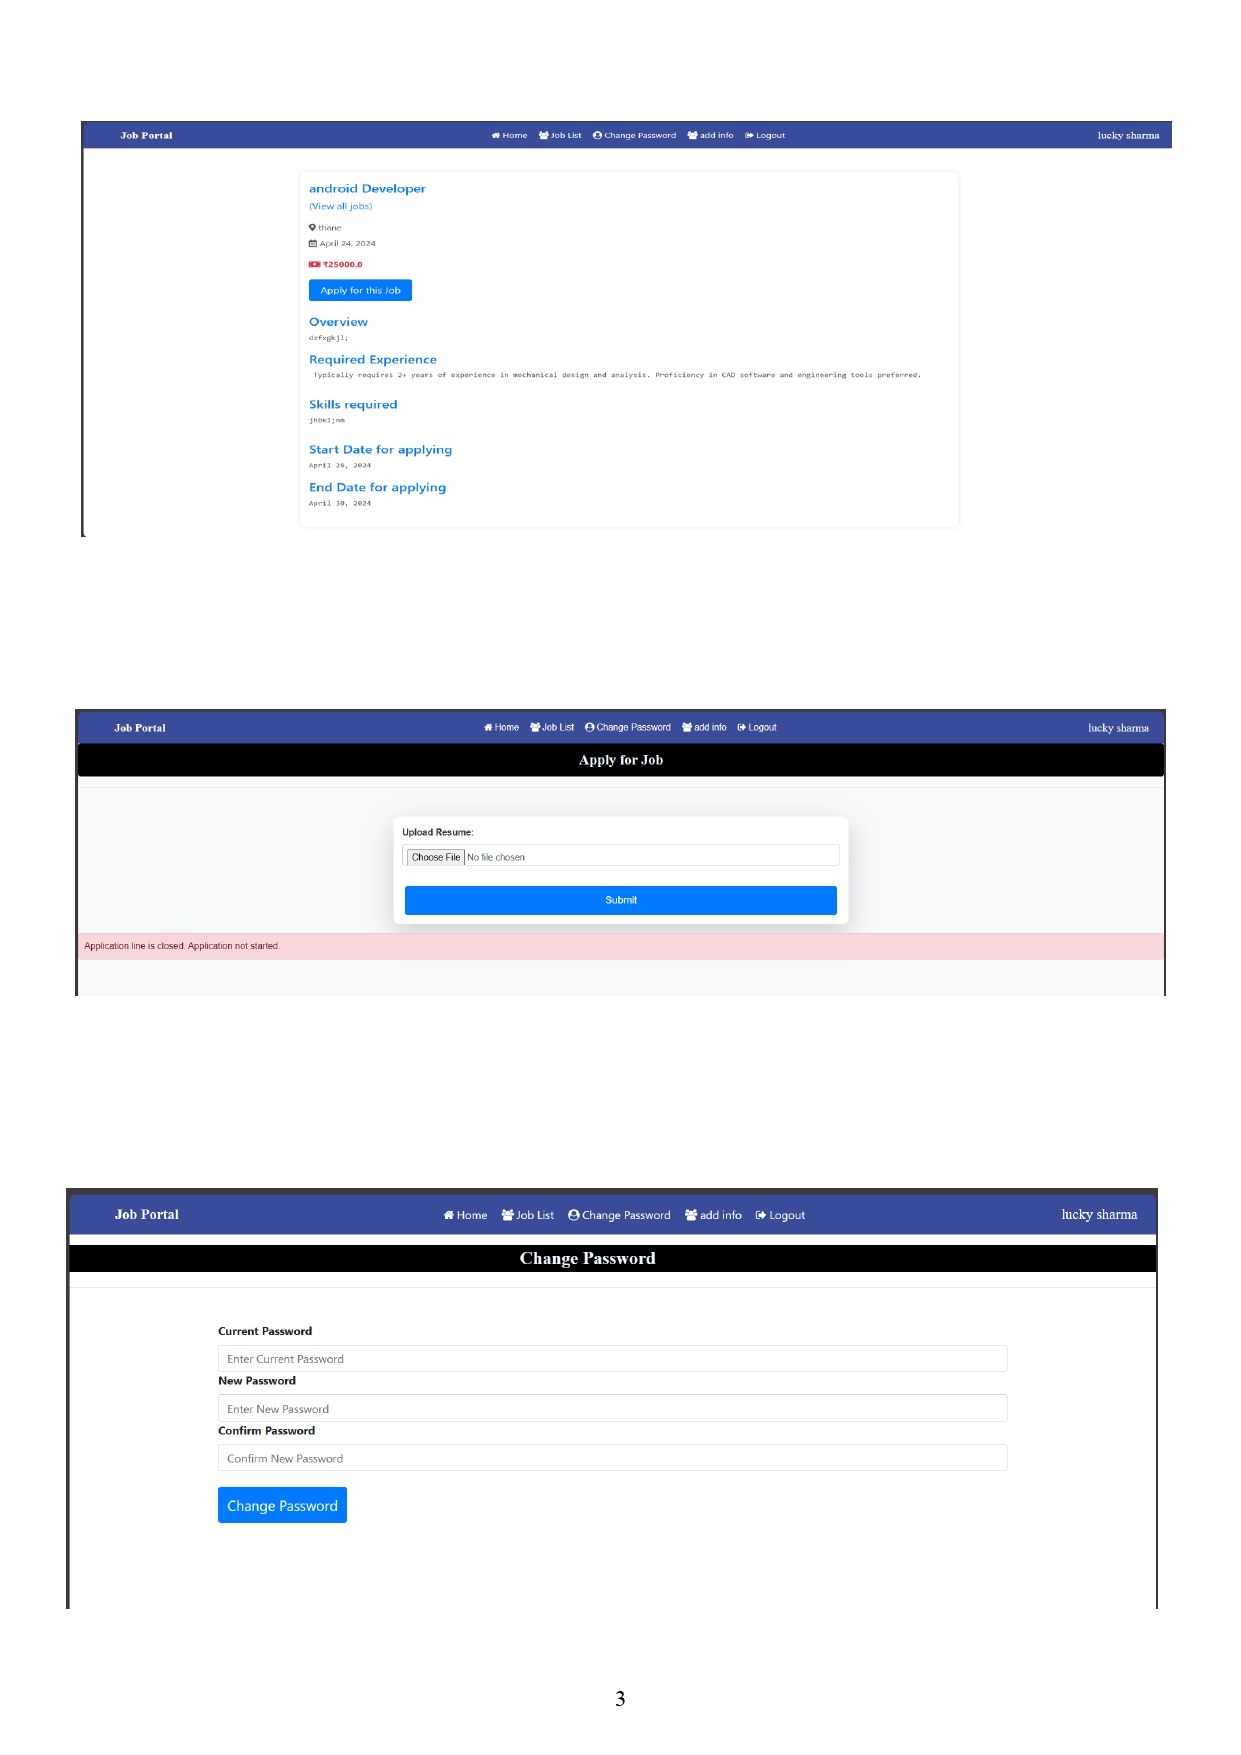 Job Portal Home Job List Change Password add info Logout lucky sharma
android Developer
(View all jobs)
thane
April 24, 2024
₹25000.0
Apply for this Job
Overview
dxfxgkjl;
Required Experience
Typically requires 2+ years of experience in mechanical design and analysis. Proficiency in CAD software and engineering tools preferred.
Skills required
jhbkl;nm
Start Date for applying
April 26, 2024
End Date for applying
April 30, 2024
Job Portal Home Job List Change Password add info Logout lucky sharma
Apply for Job
Upload Resume:
Choose File No file chosen
Submit
Application line is closed. Application not started.
Job Portal Home Job List Change Password add info Logout lucky sharma
Change Password
Current Password
Enter Current Password
New Password
Enter New Password
Confirm Password
Confirm New Password
Change Password
3